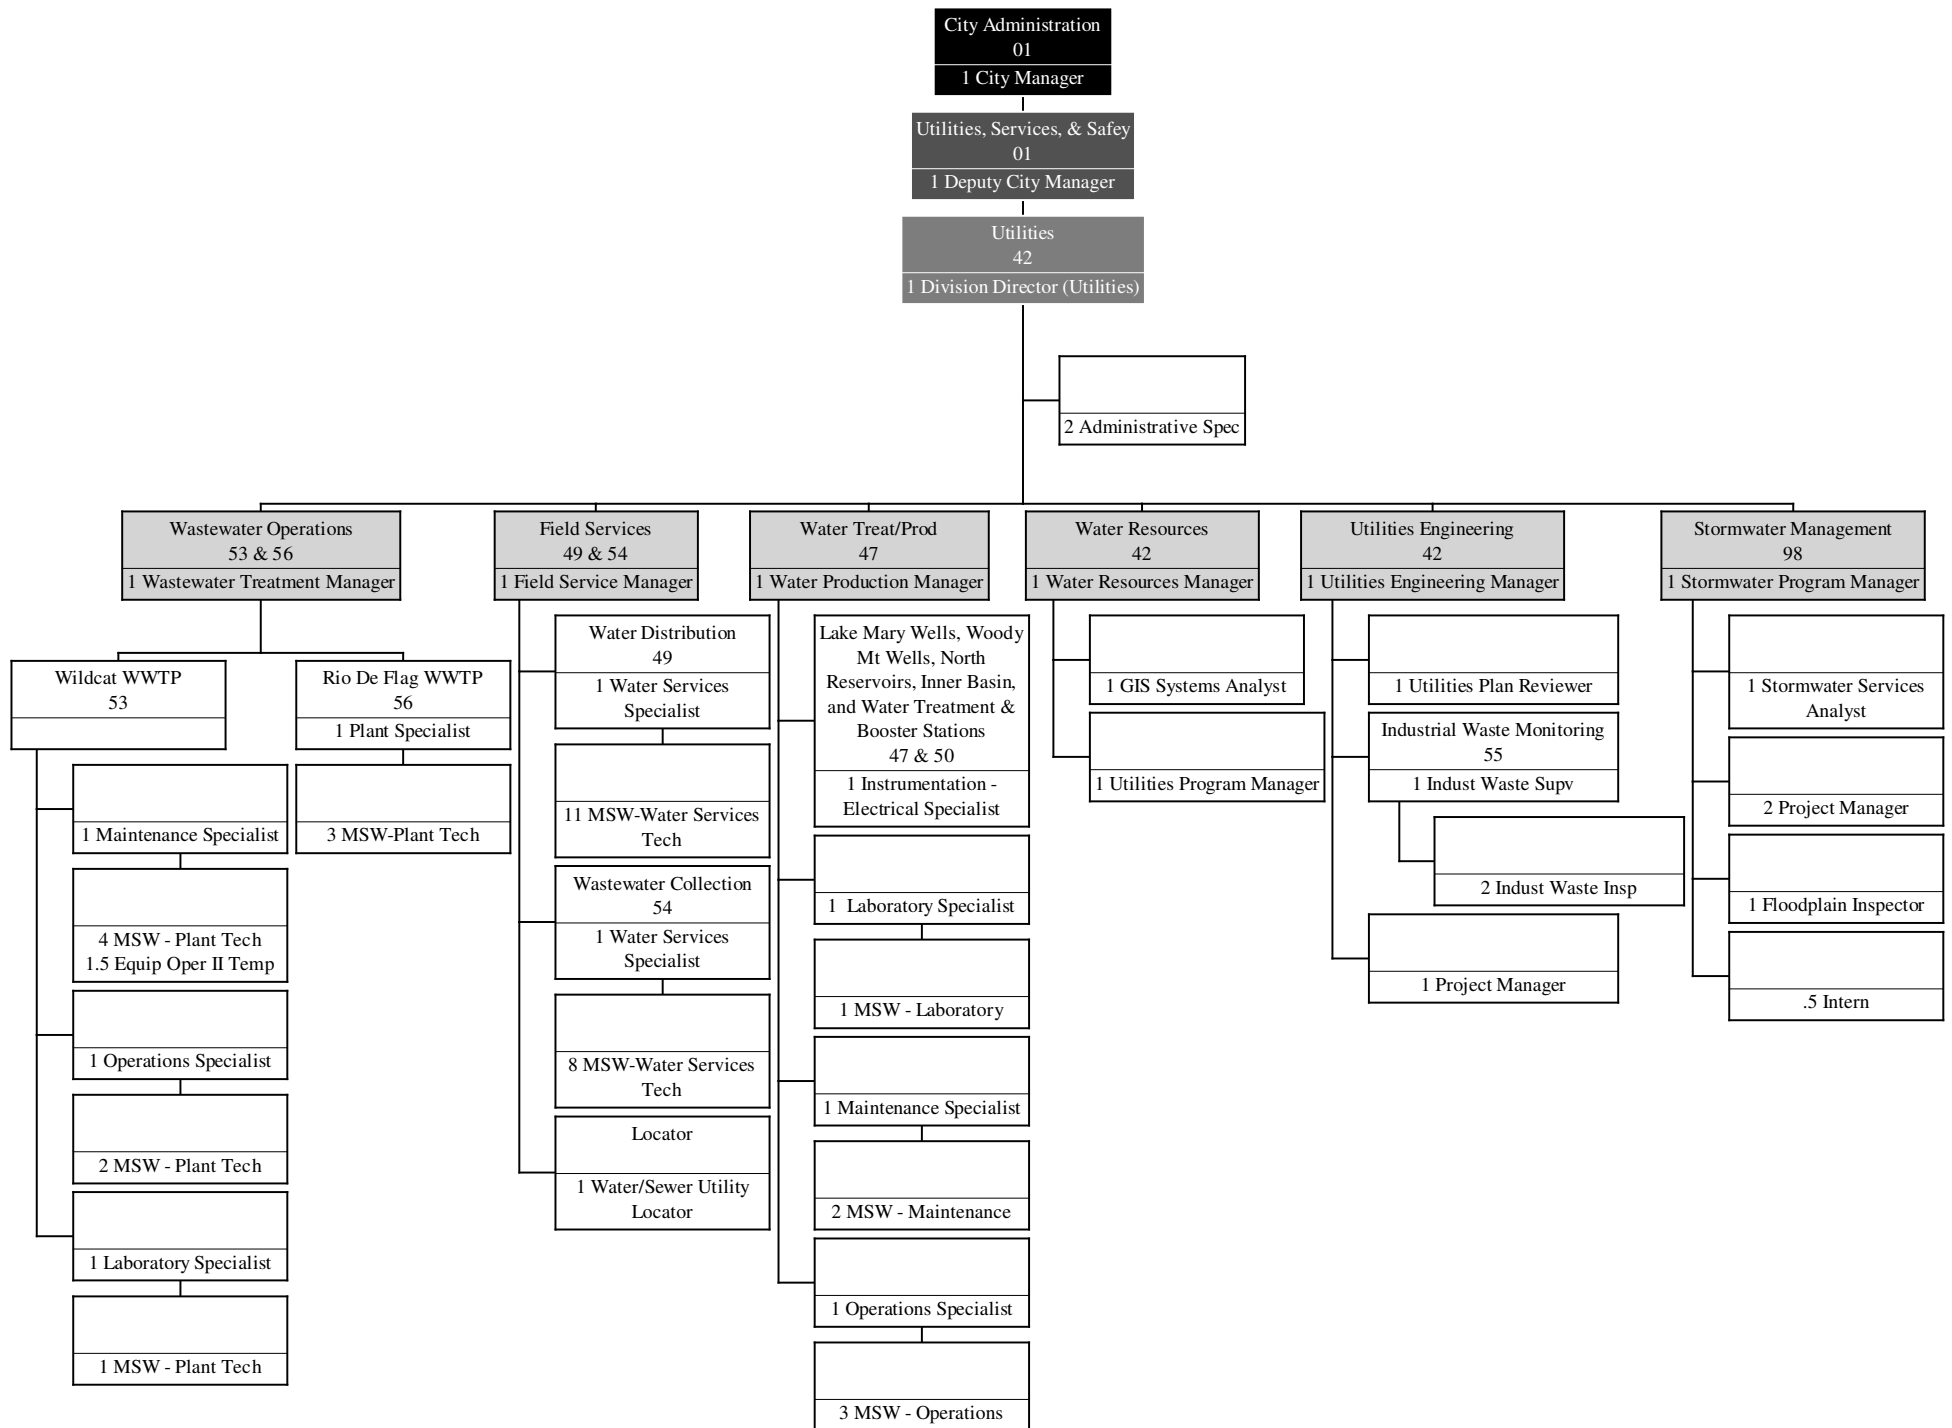 City Administration
01
1 City Manager
Utilities, Services, & Safey
01
1 Deputy City Manager
Utilities
42
1 Division Director (Utilities)
2 Administrative Spec
Wastewater Operations
53 & 56
1 Wastewater Treatment Manager
Wildcat WWTP
53
1 Maintenance Specialist
4 MSW - Plant Tech
1.5 Equip Oper II Temp
1 Operations Specialist
2 MSW - Plant Tech
1 Laboratory Specialist
1 MSW - Plant Tech
Rio De Flag WWTP
56
1 Plant Specialist
3 MSW-Plant Tech
Field Services
49 & 54
1 Field Service Manager
Water Distribution
49
1 Water Services
Specialist
11 MSW-Water Services
Tech
Wastewater Collection
54
1 Water Services
Specialist
8 MSW-Water Services
Tech
Locator
1 Water/Sewer Utility
Locator
Water Treat/Prod
47
1 Water Production Manager
Lake Mary Wells, Woody
Mt Wells, North
Reservoirs, Inner Basin,
and Water Treatment &
Booster Stations
47 & 50
1 Instrumentation -
Electrical Specialist
1 Laboratory Specialist
1 MSW - Laboratory
1 Maintenance Specialist
2 MSW - Maintenance
1 Operations Specialist
3 MSW - Operations
Water Resources
42
1 Water Resources Manager
1 GIS Systems Analyst
1 Utilities Program Manager
Utilities Engineering
42
1 Utilities Engineering Manager
1 Utilities Plan Reviewer
Industrial Waste Monitoring
55
1 Indust Waste Supv
2 Indust Waste Insp
1 Project Manager
Stormwater Management
98
1 Stormwater Program Manager
1 Stormwater Services
Analyst
2 Project Manager
1 Floodplain Inspector
.5 Intern